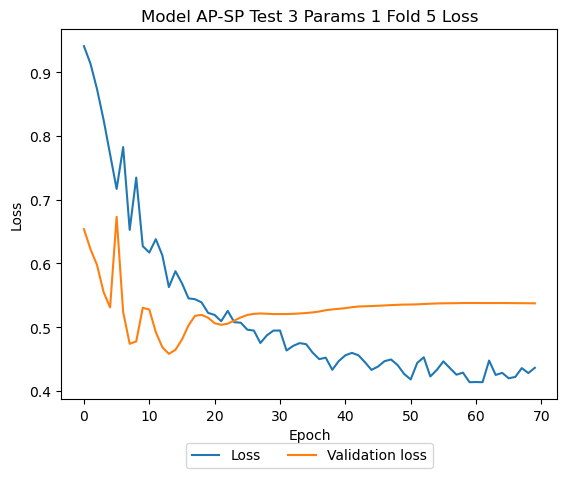 Model AP-SP Test 3 Params 1 Fold 5 Loss
Loss
0.9
0.8
0.7
0.6
0.5
0.4
0 10 20 30 40 50 60 70
Epoch
Loss Validation loss